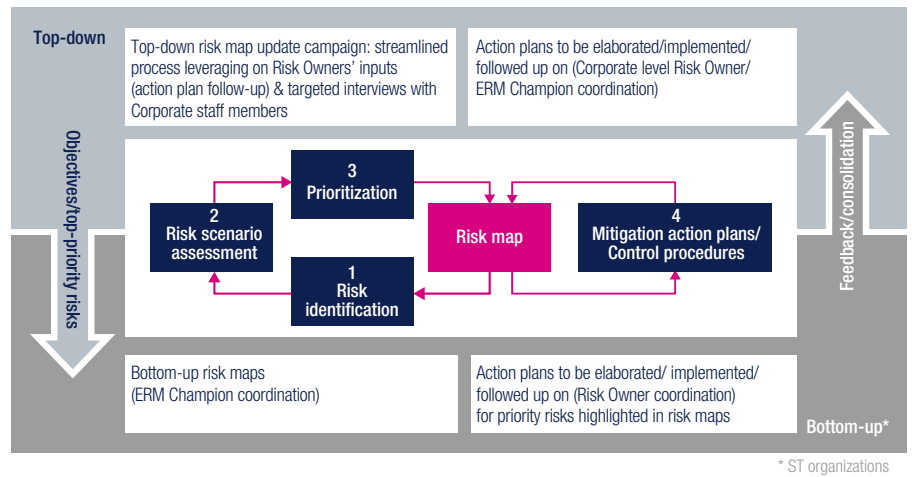 Top-down
Top-down risk map update campaign: streamlined
process leveraging on Risk Owners' inputs
(action plan follow-up) & targeted interviews with
Corporate staff members
Action plans to be elaborated/implemented/
followed up on (Corporate level Risk Owner/
ERM Champion coordination)
Objectives/top-priority risks
3
Prioritization
2
Risk scenario
assessment
Risk map
4
Mitigation action plans/
Control procedures
1
Risk
identification
Feedback/consolidation
Bottom-up risk maps
(ERM Champion coordination)
Action plans to be elaborated/ implemented/
followed up on (Risk Owner coordination)
for priority risks highlighted in risk maps
Bottom-up*
* ST organizations